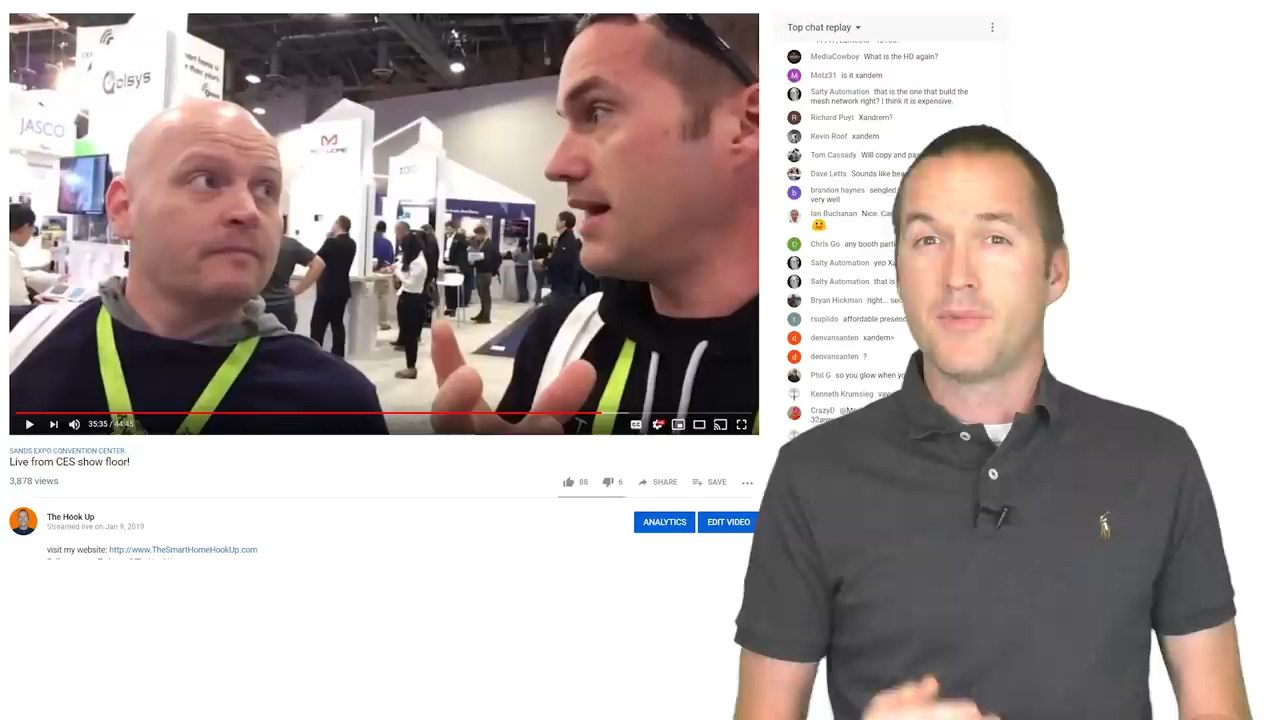 JASCO
olsys
35:35 / 44:45
SANDS EXPO CONVENTION CENTER
Live from CES show floor!
3,878 views
88
6
SHARE
SAVE
The Hook Up
Streamed live on Jan 9, 2019
ANALYTICS
EDIT VIDEO
visit my website: http://www.TheSmartHomeHookUp.com
Top chat replay
MediaCowboy What is the HD again?
M Motz31 is it xandem
Salty Automation that is the one that build the
mesh network right? I think it is expensive.
R Richard Puyt Xandrem?
Kevin Roof xandem
Tom Cassady Will copy and pa
Dave Letts Sounds like bea
b brandon haynes sengled
very well
Ian Buchanan Nice. Ca
C Chris Go any booth part
Salty Automation yep X
Salty Automation that is
Bryan Hickman right... se
r rsuplido affordable presenc
d denvansanten xandem>
d denvansanten ?
Phil G so you glow when yo
Kenneth Krumsieg vay
CrazyD @Me
32